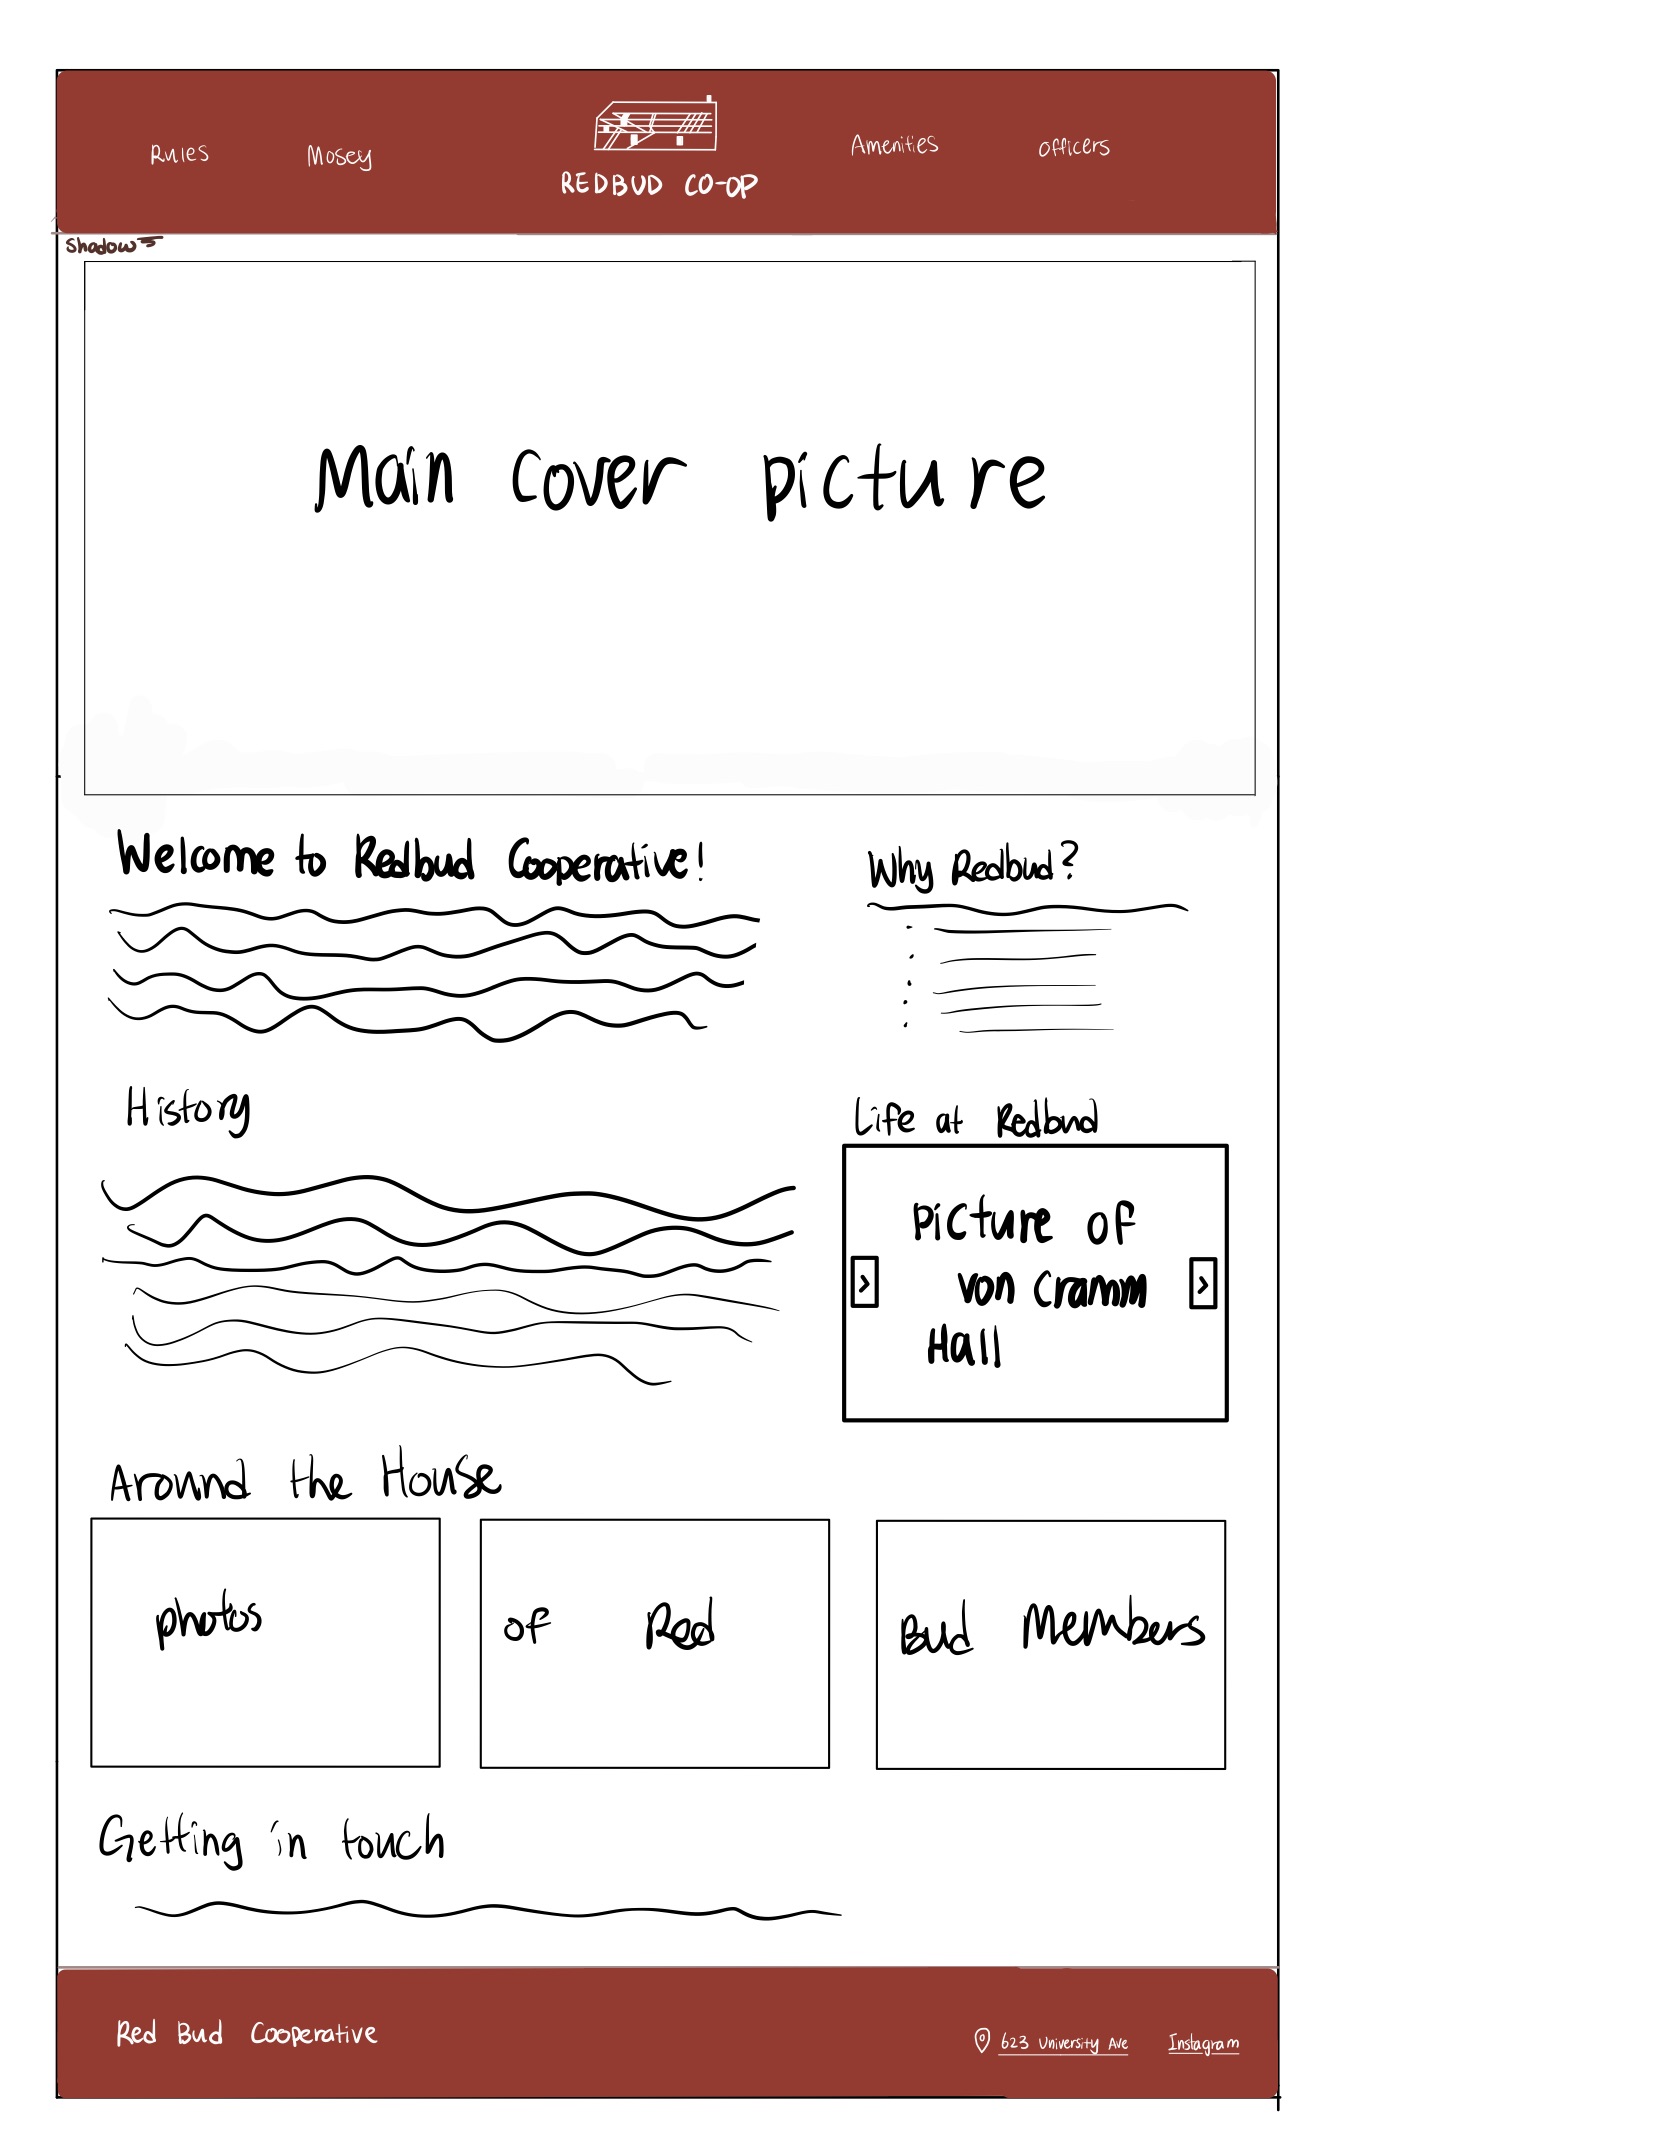 Rules Mosey Amenities Officers
REDBUD CO-OP
Shadow
Main cover picture
Welcome to Redbud Cooperative!
Why Redbud?
History
Life at Redbud
Picture of
von Cramm
Hall
Around the House
photos of Red Bud Members
Getting in touch
Red Bud Cooperative
623 University Ave Instagram